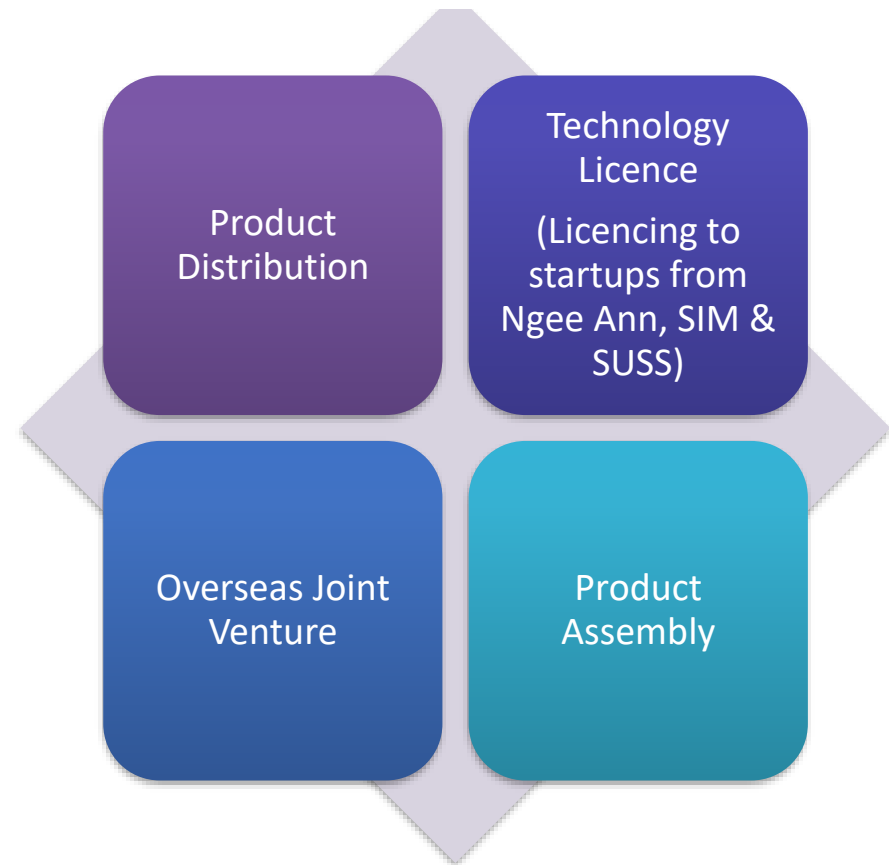 Product
Distribution
Technology
Licence
(Licencing to
startups from
Ngee Ann, SIM &
SUSS)
Overseas Joint
Venture
Product
Assembly